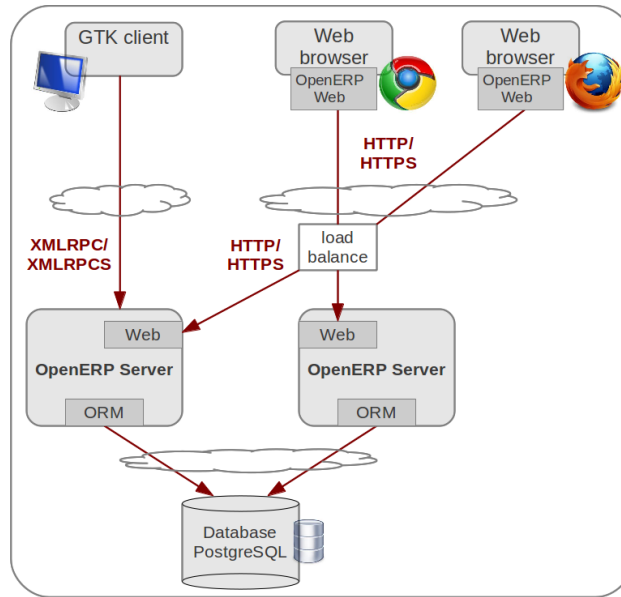 GTK client
Web
browser
OpenERP
Web
Web
browser
OpenERP
Web
HTTP/
HTTPS
XMLRPC/
XMLRPCS
HTTP/
HTTPS
load
balance
Web
OpenERP Server
ORM
Web
OpenERP Server
ORM
Database
PostgreSQL